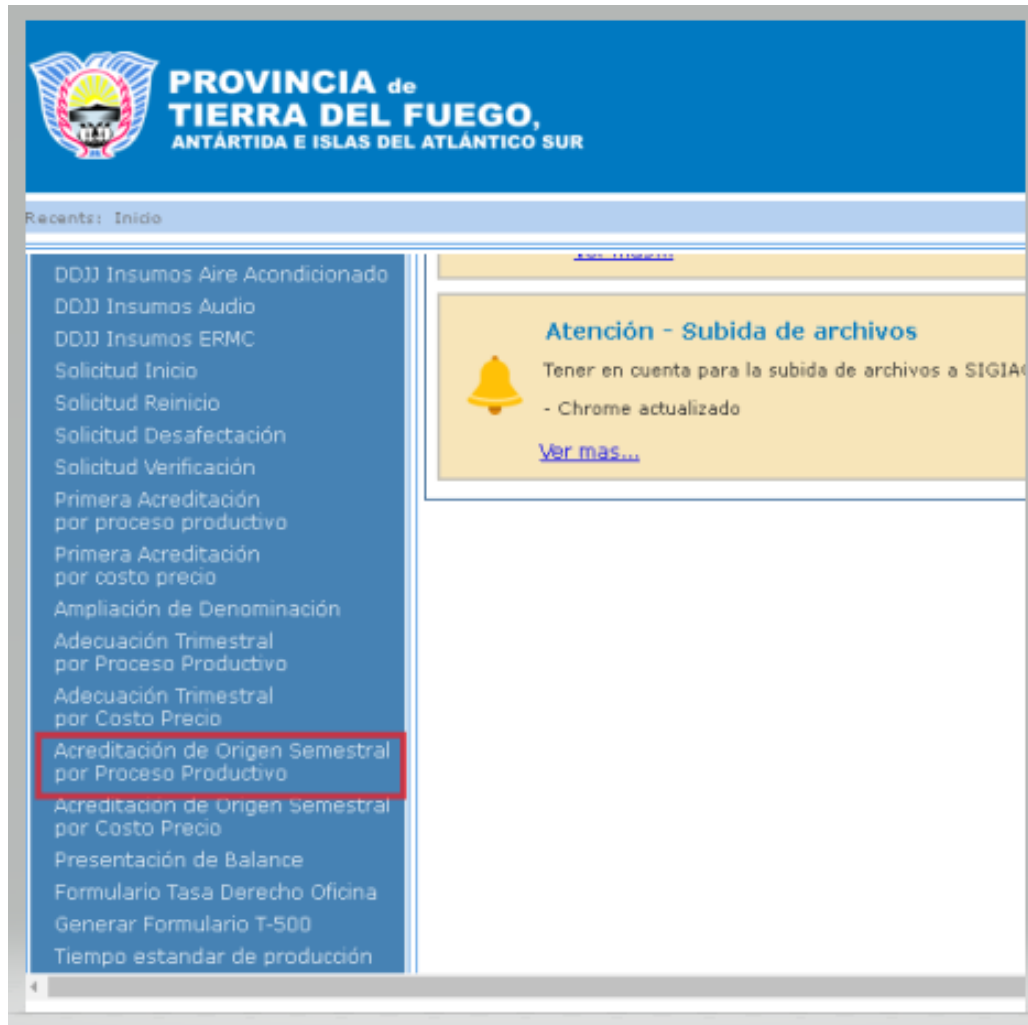 PROVINCIA de
TIERRA DEL FUEGO,
ANTÁRTIDA E ISLAS DEL ATLÁNTICO SUR
Recents: Inicio
DDJJ Insumos Aire Acondicionado
DDJJ Insumos Audio
DDJJ Insumos ERMC
Solicitud Inicio
Solicitud Reinicio
Solicitud Desafectación
Solicitud Verificación
Primera Acreditación
por proceso productivo
Primera Acreditación
por costo precio
Ampliación de Denominación
Adecuación Trimestral
por Proceso Productivo
Adecuación Trimestral
por Costo Precio
Acreditación de Origen Semestral
por Proceso Productivo
Acreditación de Origen Semestral
por Costo Precio
Presentación de Balance
Formulario Tasa Derecho Oficina
Generar Formulario T-500
Tiempo estandar de producción
Ver mas...
Atención - Subida de archivos
Tener en cuenta para la subida de archivos a
- Chrome actualizado
Ver mas...